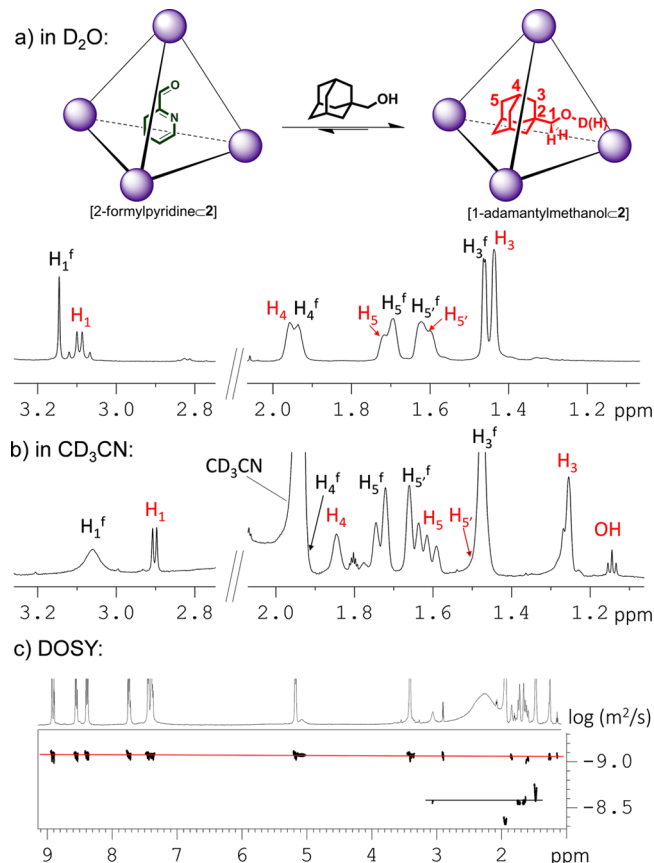 a) in D₂O:
O
N
OH
4
3
5
2
1
O
D(H)
H
H
[2-formylpyridine⊂2]
[1-adamantylmethanol⊂2]
H₁ᶠ
H₁
H₄
H₄ᶠ
H₅
H₅ᶠ
H₅'ᶠ
H₅'
H₃ᶠ
H₃
3.2 3.0 2.8 2.0 1.8 1.6 1.4 1.2 ppm
b) in CD₃CN:
CD₃CN
H₁ᶠ
H₁
H₄ᶠ
H₄
H₅ᶠ
H₅'ᶠ
H₅
H₅'
H₃ᶠ
H₃
OH
3.2 3.0 2.8 2.0 1.8 1.6 1.4 1.2 ppm
c) DOSY:
log (m²/s)
-9.0
-8.5
9 8 7 6 5 4 3 2 1 ppm